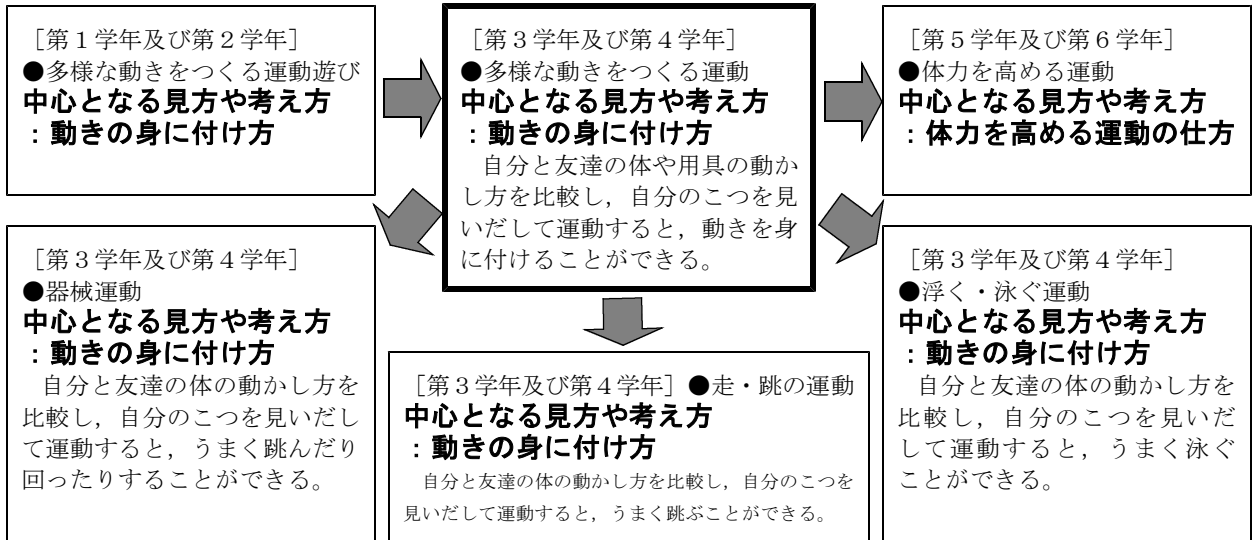 ［第１学年及び第２学年］
●多様な動きをつくる運動遊び
中心となる見方や考え方
：動きの身に付け方
［第３学年及び第４学年］
●多様な動きをつくる運動
中心となる見方や考え方
：動きの身に付け方
自分と友達の体や用具の動か
し方を比較し，自分のこつを見
いだして運動すると，動きを身
に付けることができる。
［第５学年及び第６学年］
●体力を高める運動
中心となる見方や考え方
：体力を高める運動の仕方
［第３学年及び第４学年］
●器械運動
中心となる見方や考え方
：動きの身に付け方
自分と友達の体の動かし方を
比較し，自分のこつを見いだし
て運動すると，うまく跳んだり
回ったりすることができる。
［第３学年及び第４学年］●走・跳の運動
中心となる見方や考え方
：動きの身に付け方
自分と友達の体の動かし方を比較し，自分のこつを
見いだして運動すると，うまく跳ぶことができる。
［第３学年及び第４学年］
●浮く・泳ぐ運動
中心となる見方や考え方
：動きの身に付け方
自分と友達の体の動かし方を
比較し，自分のこつを見いだ
して運動すると，うまく泳ぐ
ことができる。